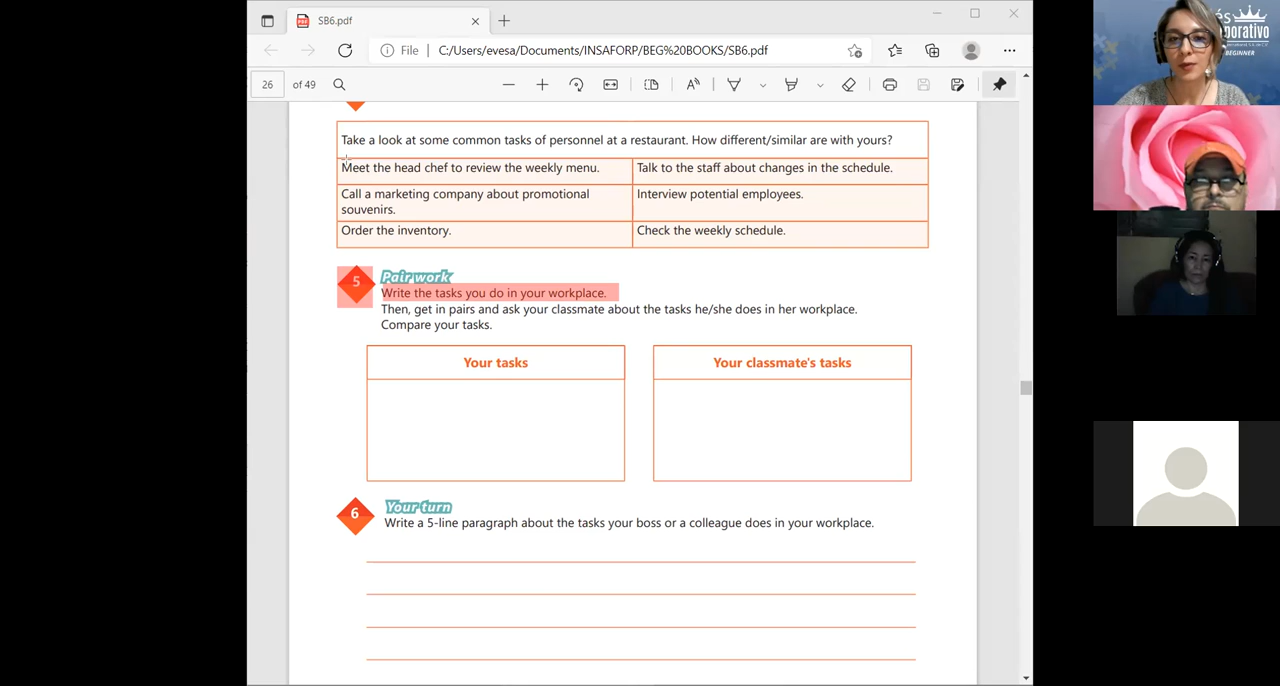 SB6.pdf
File
C:/Users/evesa/Documents/INSAFORP/BEG%20BOOKS/SB6.pdf
26 of 49
Take a look at some common tasks of personnel at a restaurant. How different/similar are with yours?
Meet the head chef to review the weekly menu.
Talk to the staff about changes in the schedule.
Call a marketing company about promotional
souvenirs.
Interview potential employees.
Order the inventory.
Check the weekly schedule.
5
Pair work
Write the tasks you do in your workplace.
Then, get in pairs and ask your classmate about the tasks he/she does in her workplace.
Compare your tasks.
Your tasks
Your classmate's tasks
6
Your turn
Write a 5-line paragraph about the tasks your boss or a colleague does in your workplace.
BEGINNER